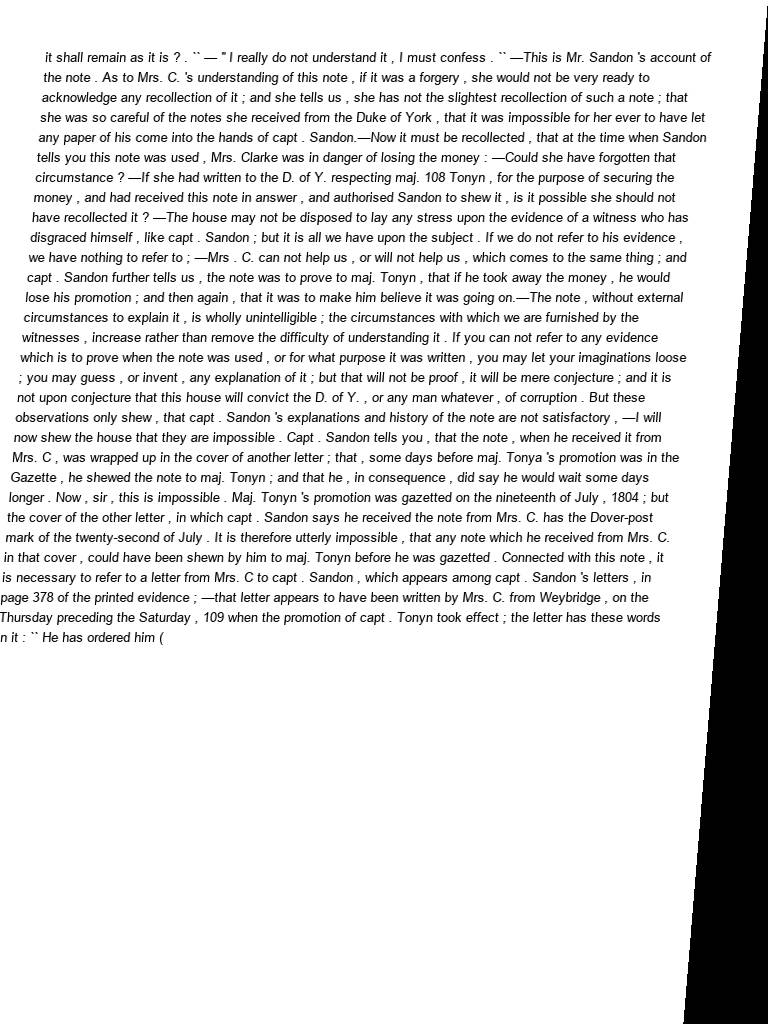 it shall remain as it is ? . `` — " I really do not understand it , I must confess . `` —This is Mr. Sandon 's account of
the note . As to Mrs. C. 's understanding of this note , if it was a forgery , she would not be very ready to
acknowledge any recollection of it ; and she tells us , she has not the slightest recollection of such a note ; that
she was so careful of the notes she received from the Duke of York , that it was impossible for her ever to have let
any paper of his come into the hands of capt . Sandon.—Now it must be recollected , that at the time when Sandon
tells you this note was used , Mrs. Clarke was in danger of losing the money : —Could she have forgotten that
circumstance ? —If she had written to the D. of Y. respecting maj. 108 Tonyn , for the purpose of securing the
money , and had received this note in answer , and authorised Sandon to shew it , is it possible she should not
have recollected it ? —The house may not be disposed to lay any stress upon the evidence of a witness who has
disgraced himself , like capt . Sandon ; but it is all we have upon the subject . If we do not refer to his evidence ,
we have nothing to refer to ; —Mrs . C. can not help us , or will not help us , which comes to the same thing ; and
capt . Sandon further tells us , the note was to prove to maj. Tonyn , that if he took away the money , he would
lose his promotion ; and then again , that it was to make him believe it was going on.—The note , without external
circumstances to explain it , is wholly unintelligible ; the circumstances with which we are furnished by the
witnesses , increase rather than remove the difficulty of understanding it . If you can not refer to any evidence
which is to prove when the note was used , or for what purpose it was written , you may let your imaginations loose
; you may guess , or invent , any explanation of it ; but that will not be proof , it will be mere conjecture ; and it is
not upon conjecture that this house will convict the D. of Y. , or any man whatever , of corruption . But these
observations only shew , that capt . Sandon 's explanations and history of the note are not satisfactory , —I will
now shew the house that they are impossible . Capt . Sandon tells you , that the note , when he received it from
Mrs. C , was wrapped up in the cover of another letter ; that , some days before maj. Tonya 's promotion was in the
Gazette , he shewed the note to maj. Tonyn ; and that he , in consequence , did say he would wait some days
longer . Now , sir , this is impossible . Maj. Tonyn 's promotion was gazetted on the nineteenth of July , 1804 ; but
the cover of the other letter , in which capt . Sandon says he received the note from Mrs. C. has the Dover-post
mark of the twenty-second of July . It is therefore utterly impossible , that any note which he received from Mrs. C.
in that cover , could have been shewn by him to maj. Tonyn before he was gazetted . Connected with this note , it
is necessary to refer to a letter from Mrs. C to capt . Sandon , which appears among capt . Sandon 's letters , in
page 378 of the printed evidence ; —that letter appears to have been written by Mrs. C. from Weybridge , on the
Thursday preceding the Saturday , 109 when the promotion of capt . Tonyn took effect ; the letter has these words
n it : `` He has ordered him (